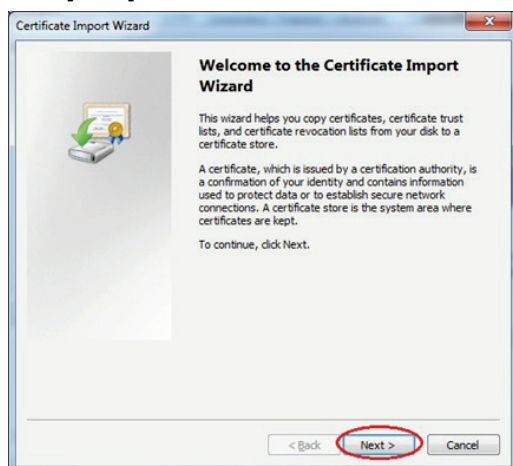 Certificate Import Wizard
Welcome to the Certificate Import
Wizard
This wizard helps you copy certificates, certificate trust
lists, and certificate revocation lists from your disk to a
certificate store.
A certificate, which is issued by a certification authority, is
a confirmation of your identity and contains information
used to protect data or to establish secure network
connections. A certificate store is the system area where
certificates are kept.
To continue, click Next.
< Back Next > Cancel